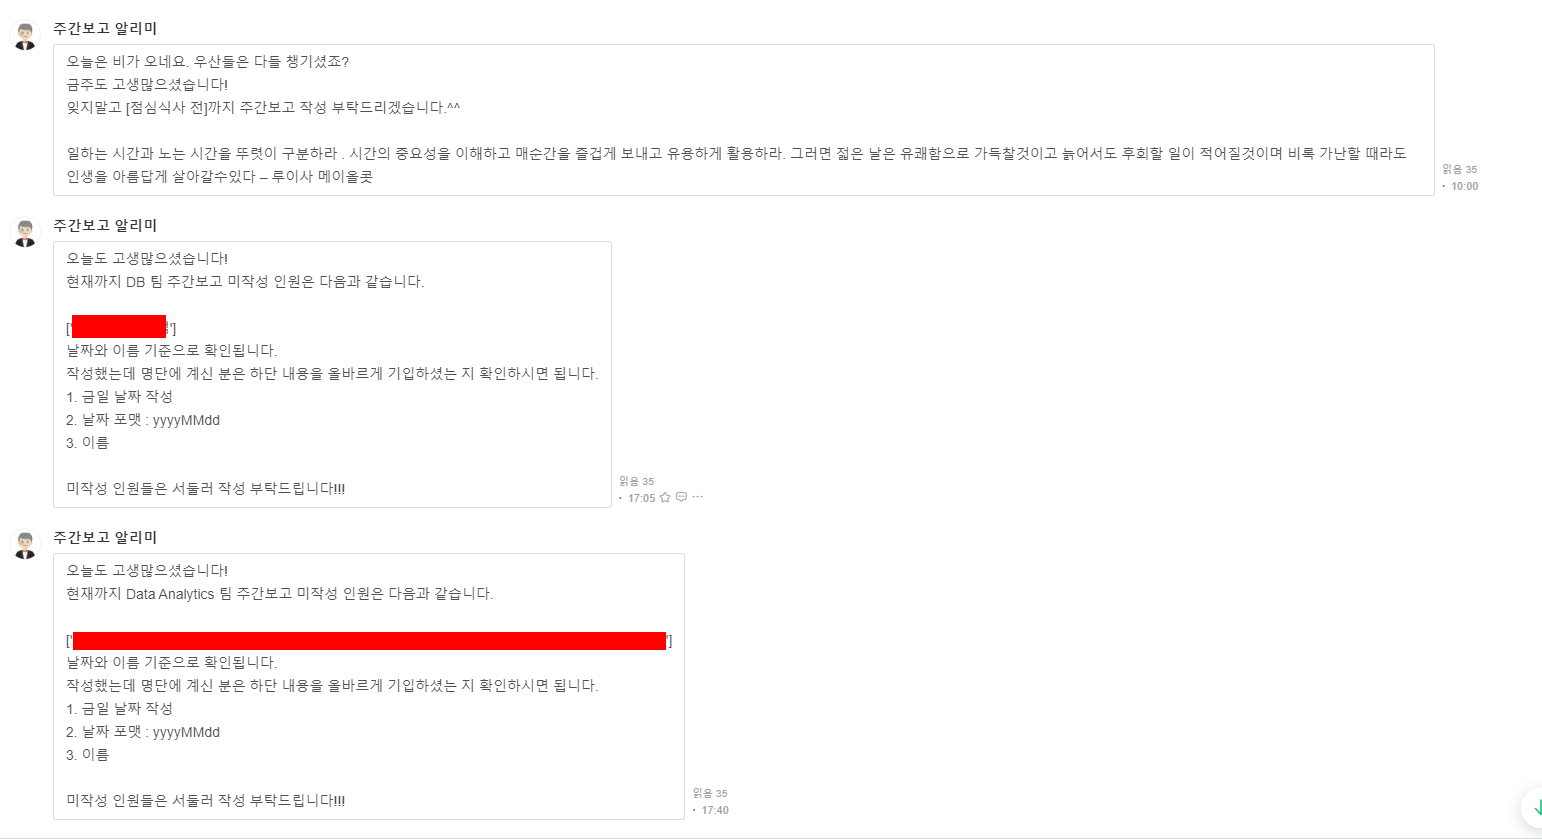 주간보고 알리미
오늘은 비가 오네요. 우산들은 다들 챙기셨죠?
금주도 고생많으셨습니다!
잊지말고 [점심식사 전]까지 주간보고 작성 부탁드리겠습니다.^^
일하는 시간과 노는 시간을 뚜렷이 구분하라 . 시간의 중요성을 이해하고 매순간을 즐겁게 보내고 유용하게 활용하라. 그러면 젋은 날은 유쾌함으로 가득찰것이고 늙어서도 후회할 일이 적어질것이며 비록 가난할 때라도
인생을 아름답게 살아갈수있다 – 루이사 메이올콧
읽음 35
• 10:00
주간보고 알리미
오늘도 고생많으셨습니다!
현재까지 DB 팀 주간보고 미작성 인원은 다음과 같습니다.
[' ']
날짜와 이름 기준으로 확인됩니다.
작성했는데 명단에 계신 분은 하단 내용을 올바르게 기입하셨는 지 확인하시면 됩니다.
1. 금일 날짜 작성
2. 날짜 포맷 : yyyyMMdd
3. 이름
미작성 인원들은 서둘러 작성 부탁드립니다!!!
읽음 35
• 17:05
주간보고 알리미
오늘도 고생많으셨습니다!
현재까지 Data Analytics 팀 주간보고 미작성 인원은 다음과 같습니다.
[' ']
날짜와 이름 기준으로 확인됩니다.
작성했는데 명단에 계신 분은 하단 내용을 올바르게 기입하셨는 지 확인하시면 됩니다.
1. 금일 날짜 작성
2. 날짜 포맷 : yyyyMMdd
3. 이름
미작성 인원들은 서둘러 작성 부탁드립니다!!!
읽음 35
• 17:40